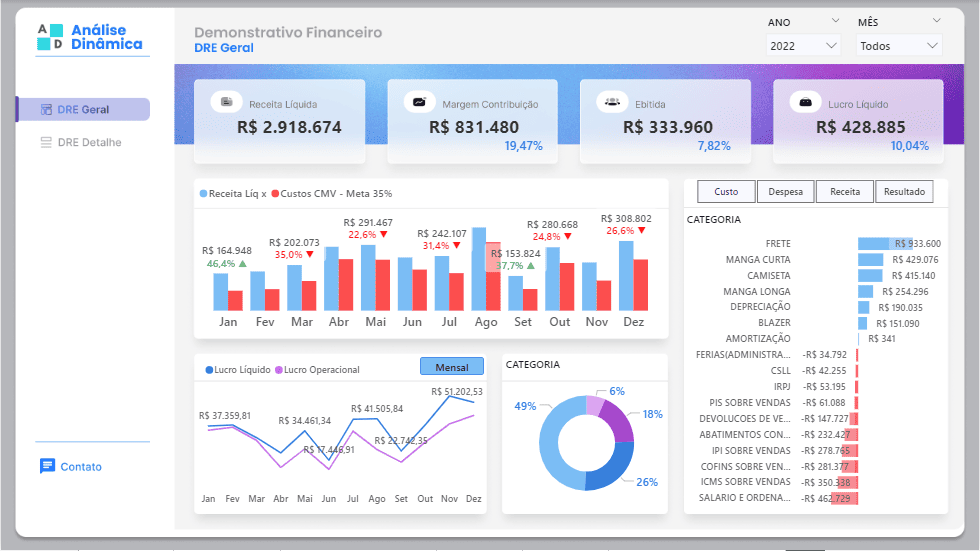 A D Análise Dinâmica
DRE Geral
DRE Detalhe
Contato
Demonstrativo Financeiro
DRE Geral
ANO
2022
MÊS
Todos
Receita Líquida
R$ 2.918.674
Margem Contribuição
R$ 831.480
19,47%
Ebitida
R$ 333.960
7,82%
Lucro Líquido
R$ 428.885
10,04%
Receita Líq x Custos CMV - Meta 35%
R$ 164.948
46,4%
R$ 202.073
35,0%
R$ 291.467
22,6%
R$ 242.107
31,4%
R$ 153.824
37,7%
R$ 280.668
24,8%
R$ 308.802
26,6%
Jan Fev Mar Abr Mai Jun Jul Ago Set Out Nov Dez
Lucro Líquido Lucro Operacional
Mensal
R$ 37.359,81
R$ 34.461,34
R$ 17.446,91
R$ 41.505,84
R$ 22.742,35
R$ 51.202,53
Jan Fev Mar Abr Mai Jun Jul Ago Set Out Nov Dez
CATEGORIA
49%
6%
18%
26%
Custo Despesa Receita Resultado
CATEGORIA
FRETE R$ 933.600
MANGA CURTA R$ 429.076
CAMISETA R$ 415.140
MANGA LONGA R$ 254.296
DEPRECIAÇÃO R$ 190.035
BLAZER R$ 151.090
AMORTIZAÇÃO R$ 341
FERIAS(ADMINISTRA... -R$ 34.792
CSLL -R$ 42.255
IRPJ -R$ 53.195
PIS SOBRE VENDAS -R$ 61.088
DEVOLUCOES DE VE... -R$ 147.727
ABATIMENTOS CON... -R$ 232.427
IPI SOBRE VENDAS -R$ 278.765
COFINS SOBRE VEN... -R$ 281.377
ICMS SOBRE VENDAS -R$ 350.338
SALARIO E ORDENA... -R$ 462.729